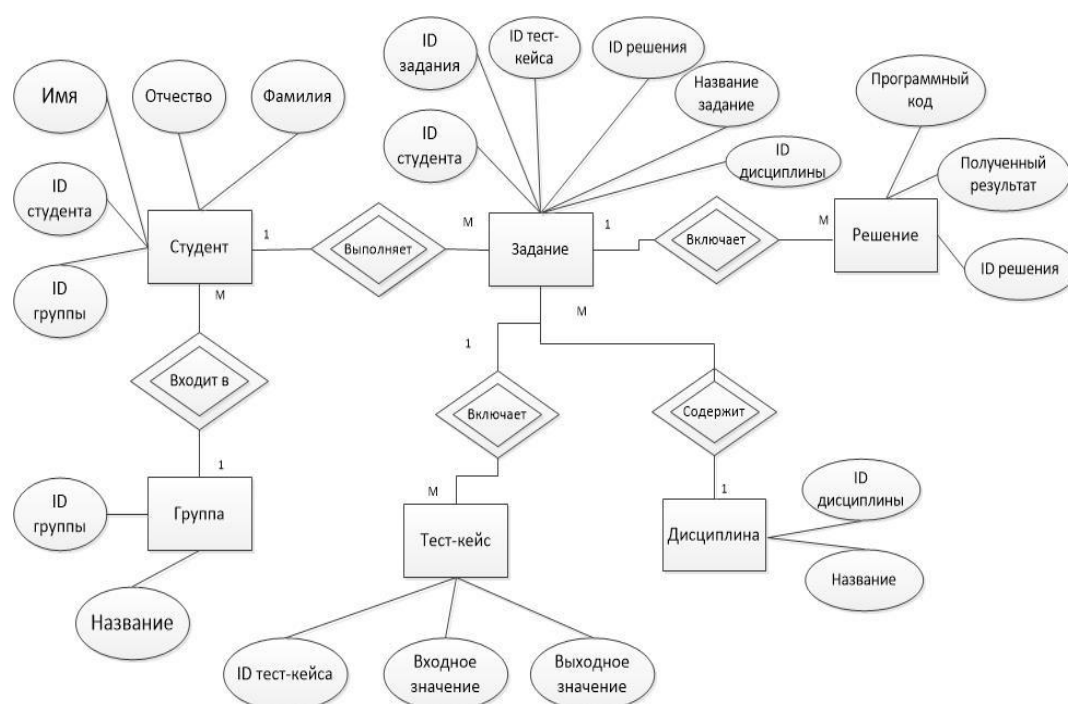 ID
задания
ID тест-
кейса
ID решения
Название
задание
Программный
код
Имя
Отчество
Фамилия
ID
студента
ID
дисциплины
Полученный
результат
ID
студента
Студент
1
Выполняет
М
Задание
1
Включает
М
Решение
ID решения
ID
группы
М
М
1
Входит в
Включает
Содержит
1
М
1
ID
группы
Группа
Тест-кейс
Дисциплина
ID
дисциплины
Название
Название
ID тест-кейса
Входное
значение
Выходное
значение